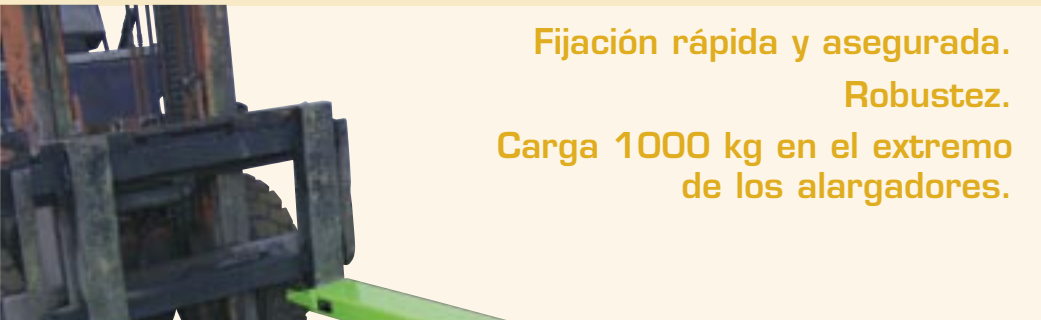 Fijación rápida y asegurada.
Robustez.
Carga 1000 kg en el extremo
de los alargadores.